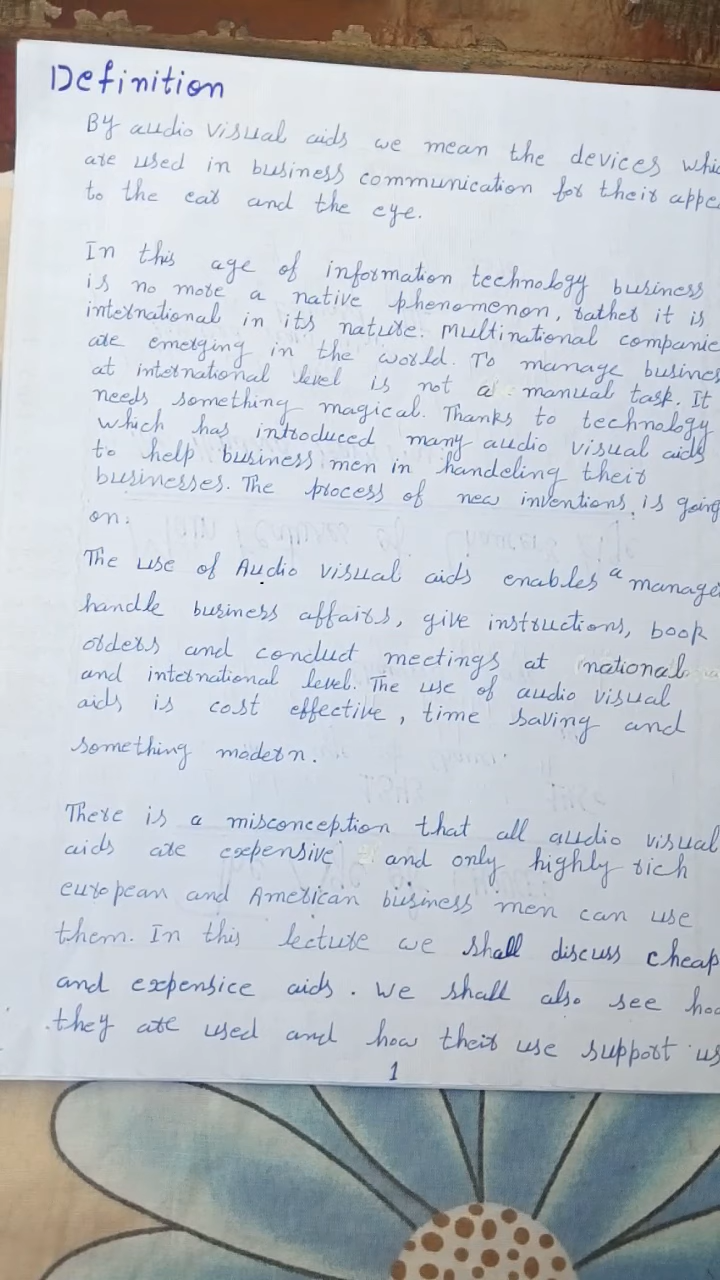 Definition
By audio visual aids we mean the devices whic
are used in business communication for their appe
to the ear and the eye.
In this age of information technology business
is no more a native phenomenon, rather it is
international in its nature. Multinational companie
are emerging in the world. To manage busines
at international level is not a manual task. It
needs something magical. Thanks to technology
which has introduced many audio visual aids
to help business men in handeling their
businesses. The process of new inventions is going
on.
The use of Audio visual aids enables a manage
handle business affairs, give instructions, book
orders and conduct meetings at national
and international level. The use of audio visual
aids is cost effective, time saving and
something modern.
There is a misconception that all audio visual
aids are expensive and only highly rich
european and American business men can use
them. In this lecture we shall discuss cheap
and expensice aids. We shall also see ho
they are used and how their use support us
1